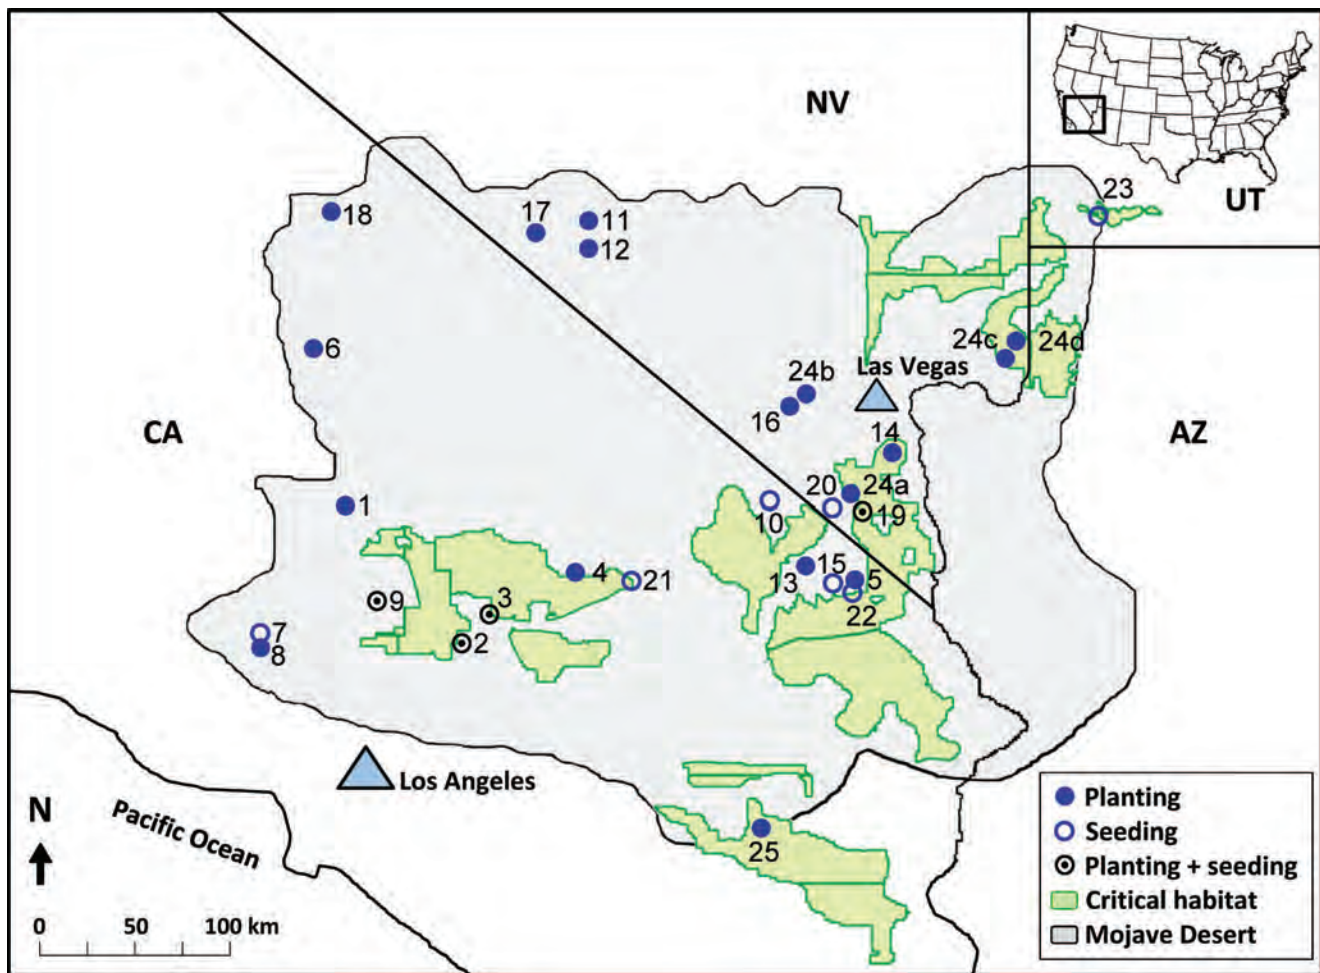 NV
UT
23
18
17
11
12
6
24c
24d
Las Vegas
24b
16
CA
AZ
14
1
20
24a
10
19
4
21
13
15
5
22
9
3
7
2
8
Los Angeles
N
Pacific Ocean
25
0 50 100 km
Planting
Seeding
Planting + seeding
Critical habitat
Mojave Desert